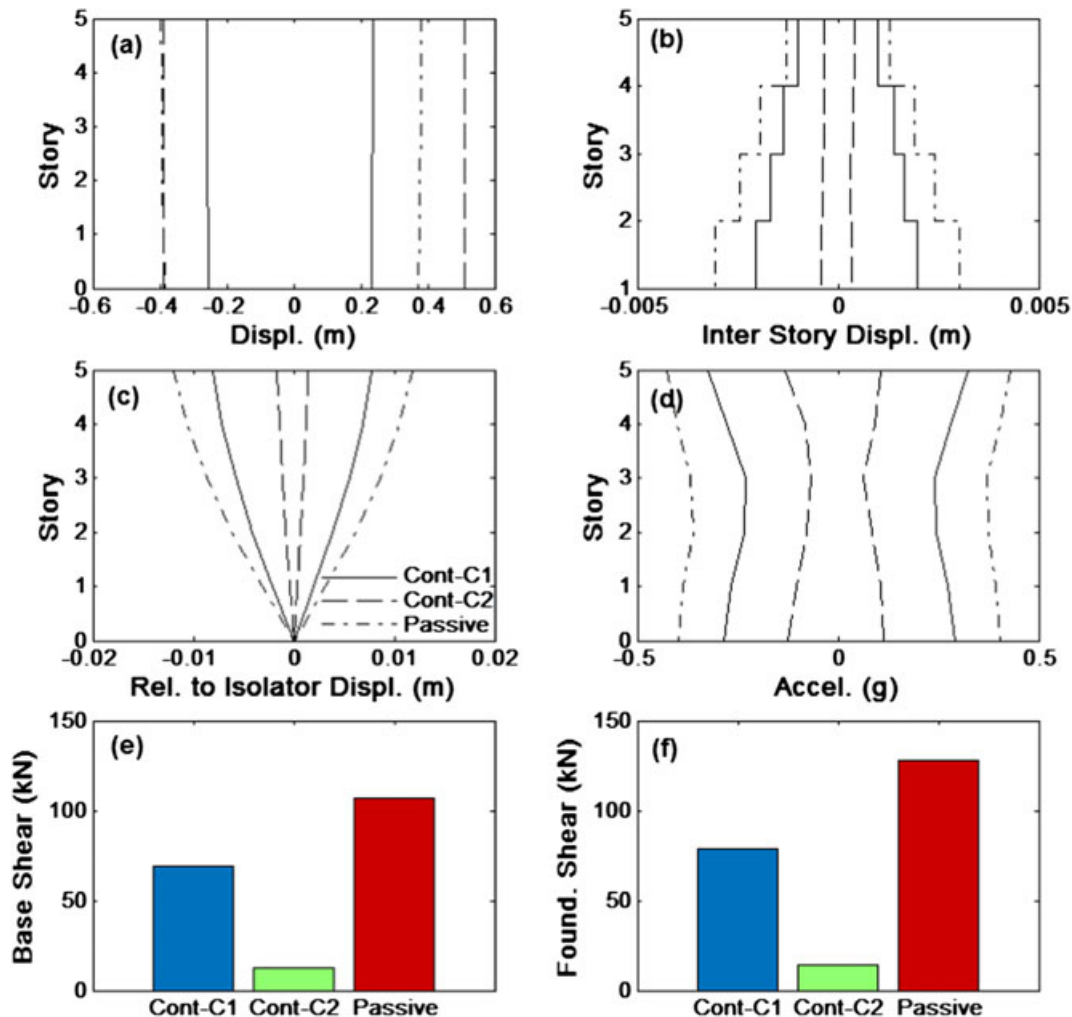 (a)
5
4
3
2
1
0
Story
-0.6 -0.4 -0.2 0 0.2 0.4 0.6
Displ. (m)
(b)
5
4
3
2
1
Story
-0.005 0 0.005
Inter Story Displ. (m)
(c)
5
4
3
2
1
0
Story
Cont-C1
Cont-C2
Passive
-0.02 -0.01 0 0.01 0.02
Rel. to Isolator Displ. (m)
(d)
5
4
3
2
1
0
Story
-0.5 0 0.5
Accel. (g)
(e)
150
100
50
0
Base Shear (kN)
Cont-C1 Cont-C2 Passive
(f)
150
100
50
0
Found. Shear (kN)
Cont-C1 Cont-C2 Passive